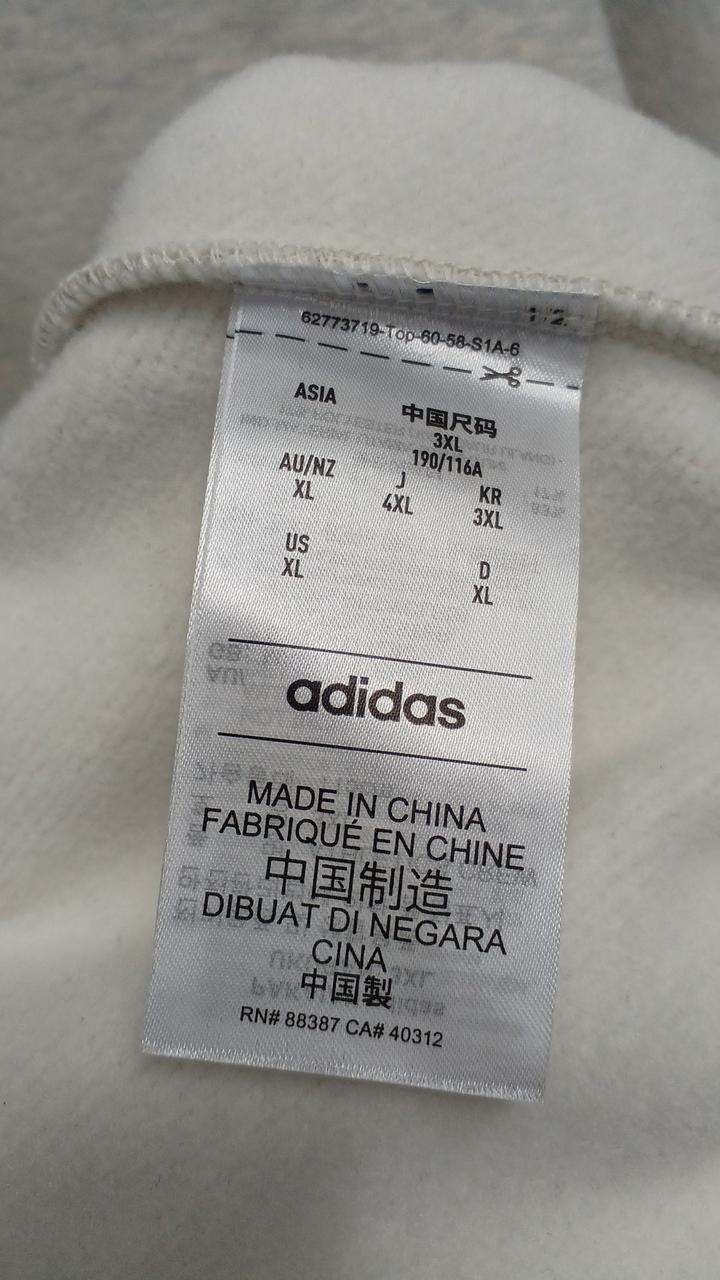 62773719-Top-60-58-S1A-6
ASIA
中国尺码
3XL
190/116A
AU/NZ J KR
XL 4XL 3XL
US D
XL XL
adidas
MADE IN CHINA
FABRIQUÉ EN CHINE
中国制造
DIBUAT DI NEGARA
CINA
中国製
RN# 88387 CA# 40312